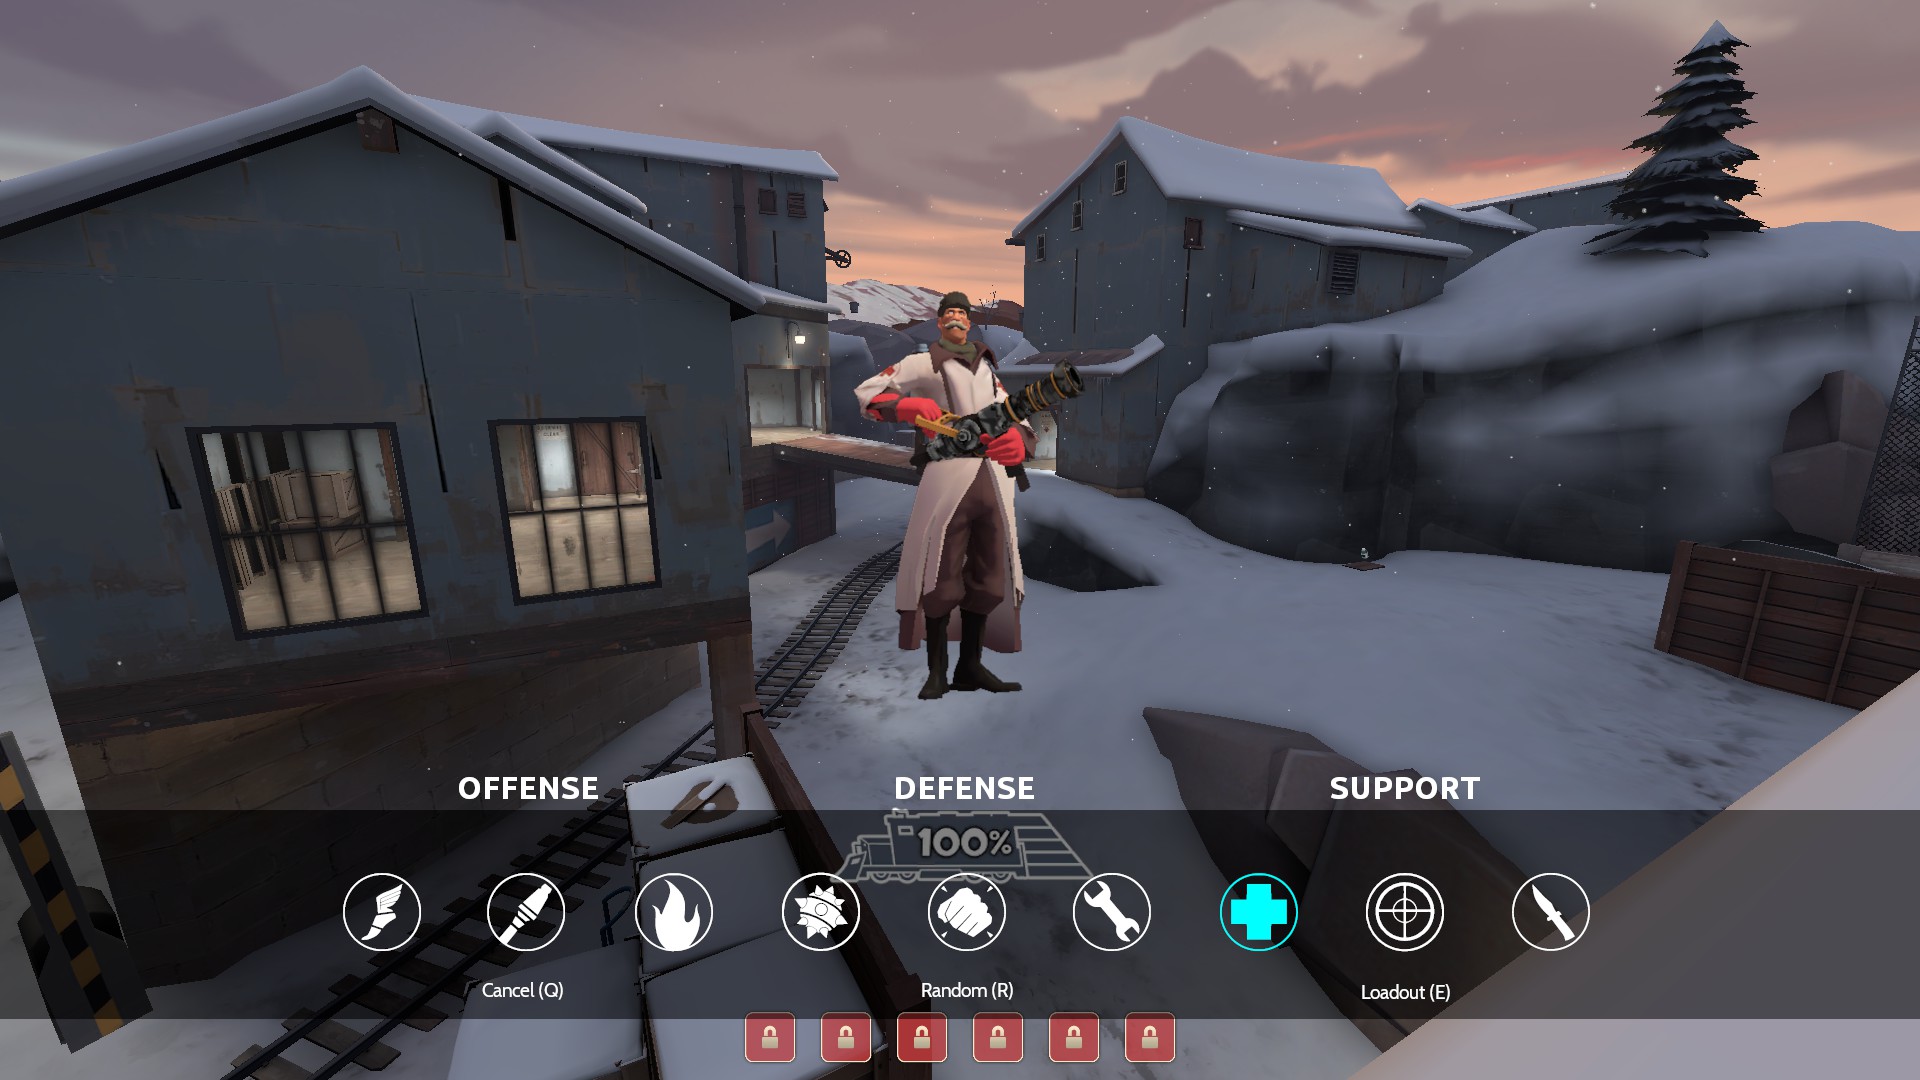 OFFENSE
DEFENSE
SUPPORT
100%
Cancel (Q)
Random (R)
Loadout (E)